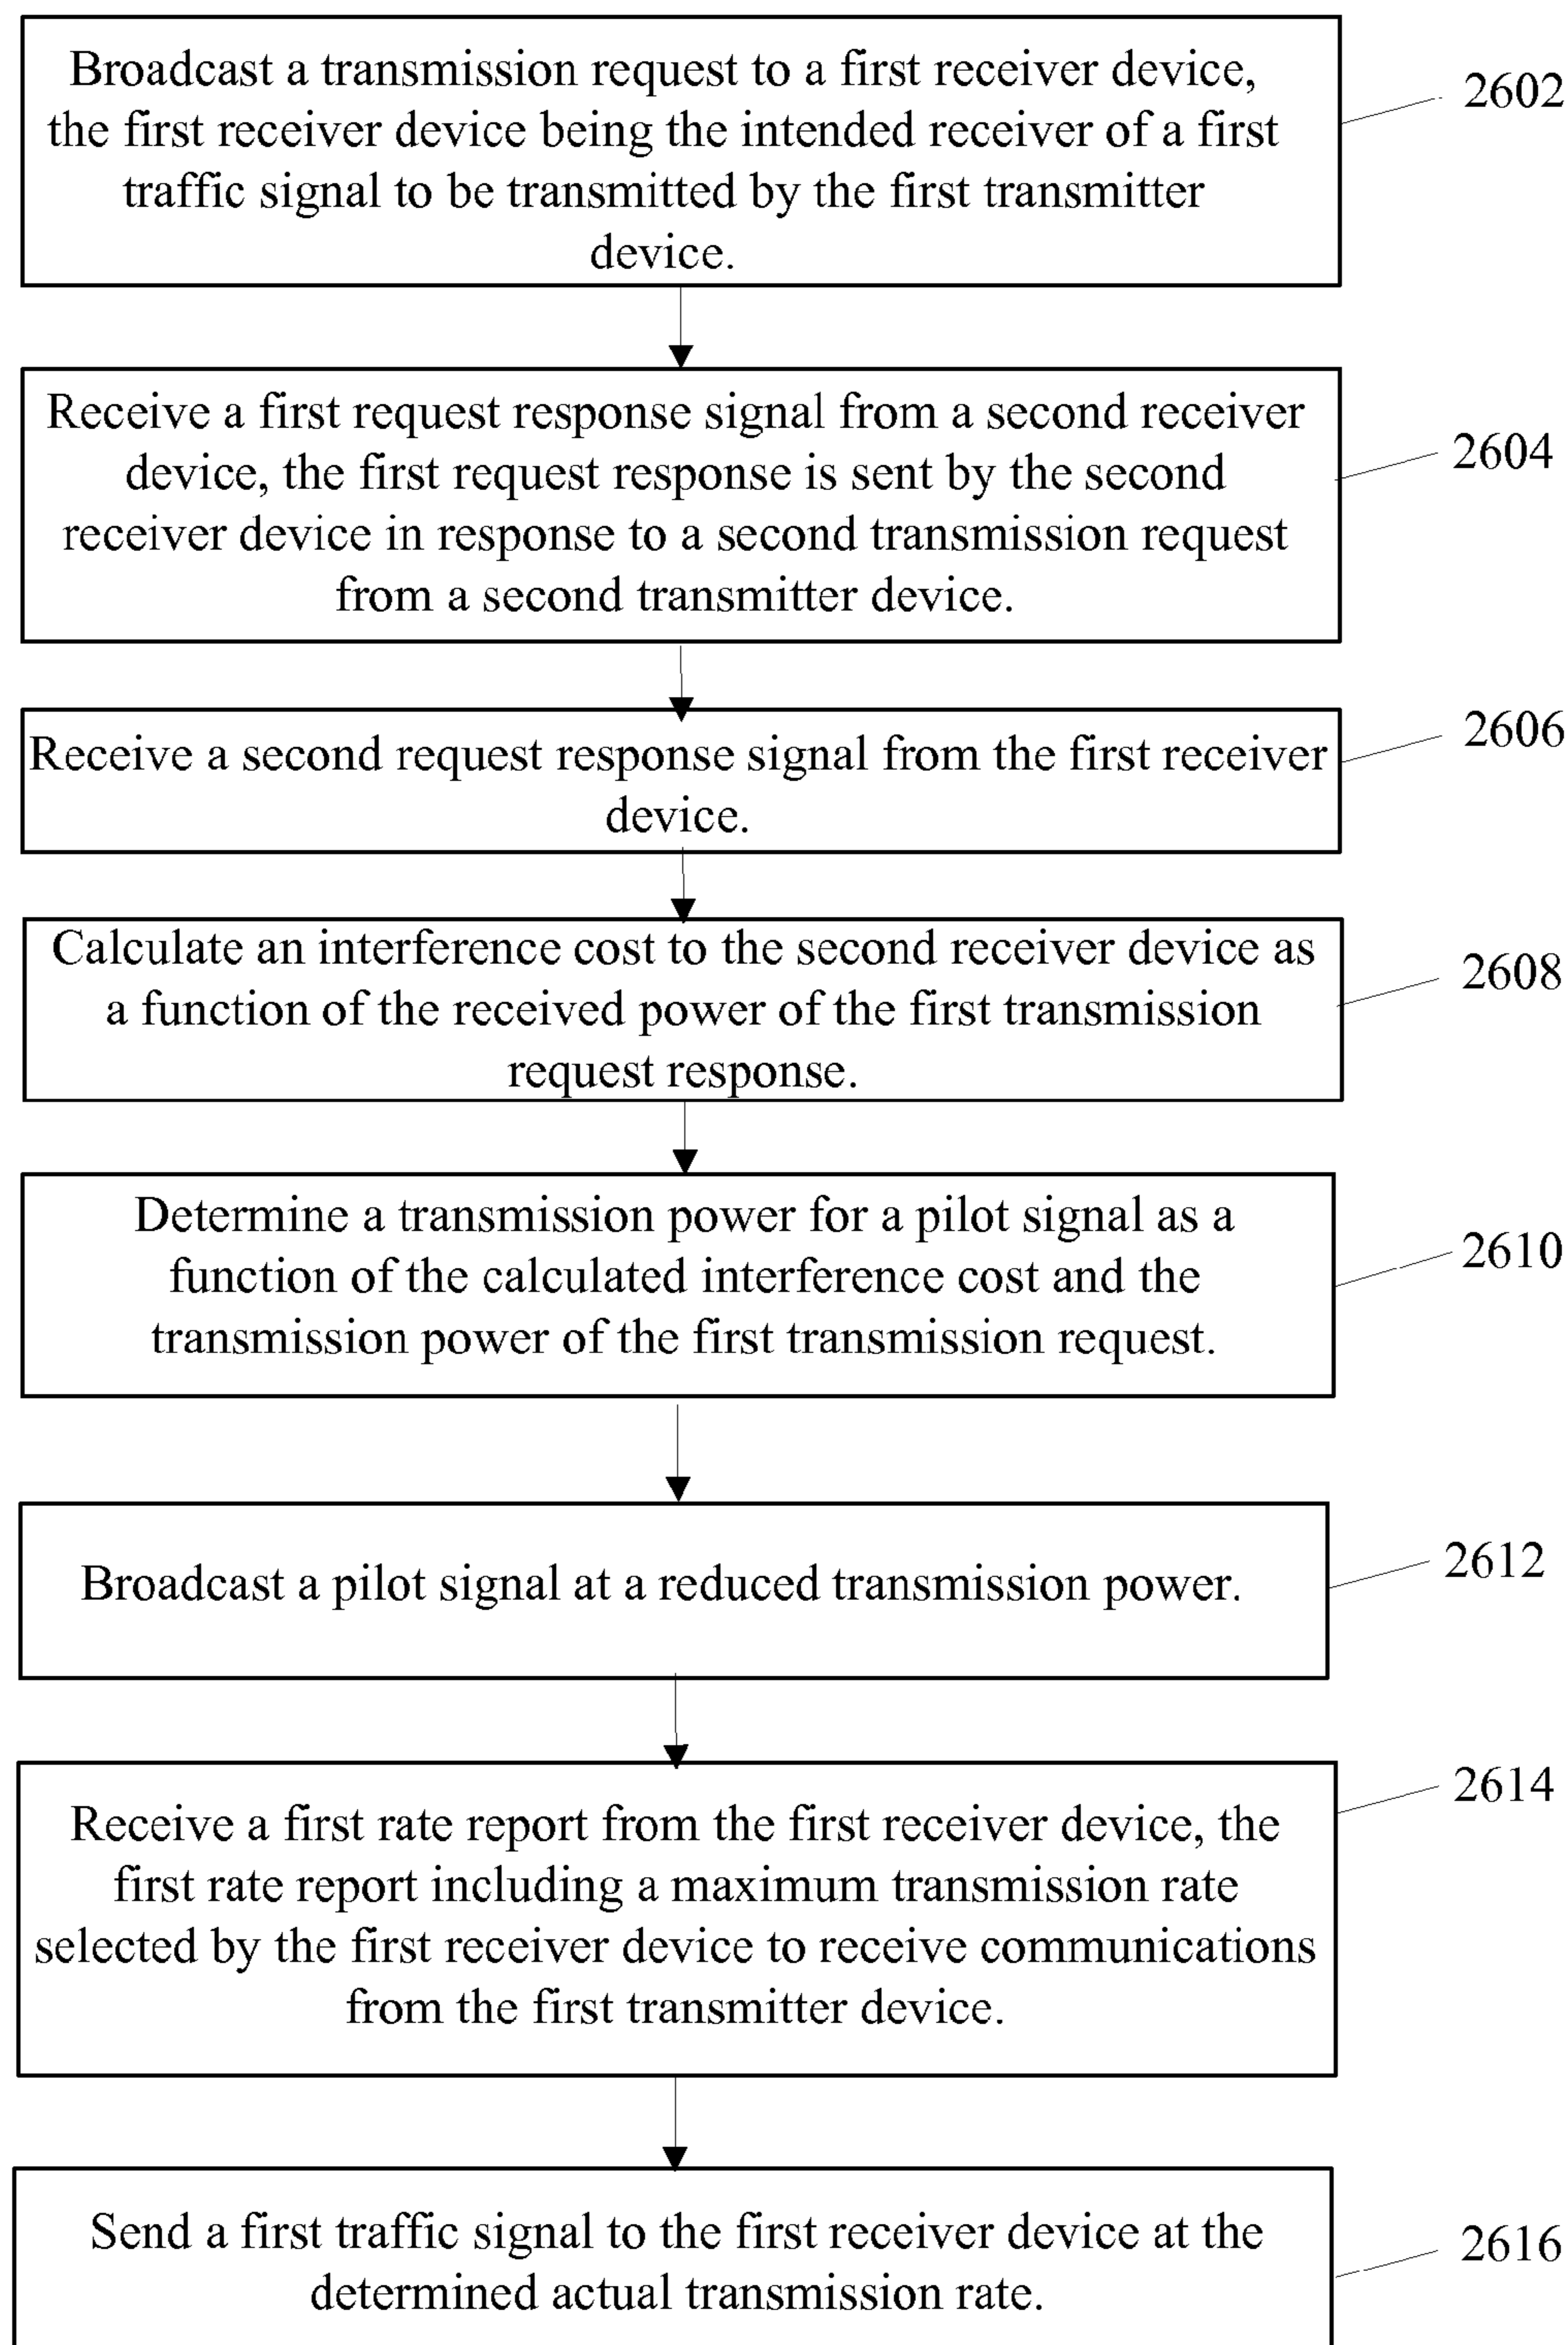 Broadcast a transmission request to a first receiver device,
the first receiver device being the intended receiver of a first
traffic signal to be transmitted by the first transmitter
device.
2602
Receive a first request response signal from a second receiver
device, the first request response is sent by the second
receiver device in response to a second transmission request
from a second transmitter device.
2604
Receive a second request response signal from the first receiver
device.
2606
Calculate an interference cost to the second receiver device as
a function of the received power of the first transmission
request response.
2608
Determine a transmission power for a pilot signal as a
function of the calculated interference cost and the
transmission power of the first transmission request.
2610
Broadcast a pilot signal at a reduced transmission power.
2612
Receive a first rate report from the first receiver device, the
first rate report including a maximum transmission rate
selected by the first receiver device to receive communications
from the first transmitter device.
2614
Send a first traffic signal to the first receiver device at the
determined actual transmission rate.
2616